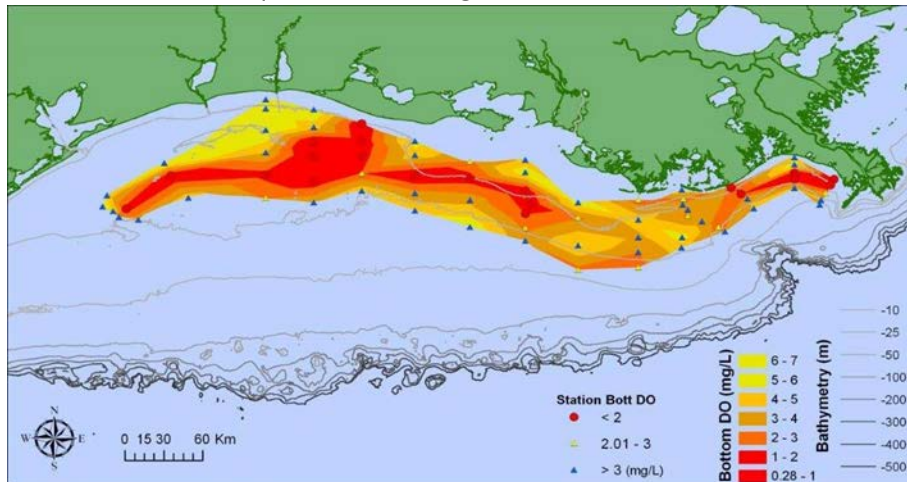 N
W E
S
0 15 30 60 Km
Station Bott DO
< 2
2.01 - 3
> 3 (mg/L)
Bottom DO (mg/L)
6 - 7
5 - 6
4 - 5
3 - 4
2 - 3
1 - 2
0.28 - 1
Bathymetry (m)
-10
-25
-50
-100
-200
-300
-400
-500